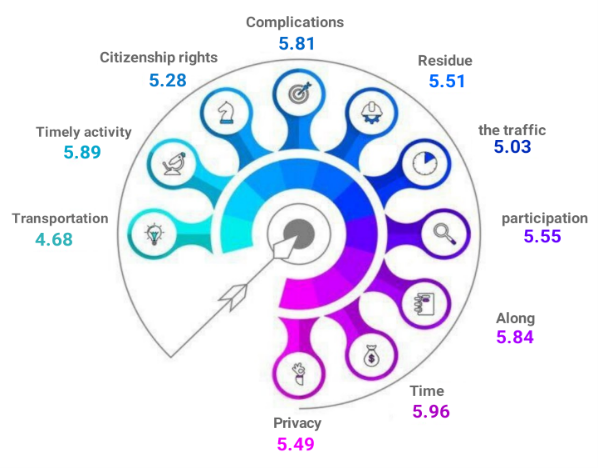 Complications
5.81
Citizenship rights
5.28
Residue
5.51
Timely activity
5.89
the traffic
5.03
Transportation
4.68
participation
5.55
Along
5.84
Time
5.96
Privacy
5.49
$